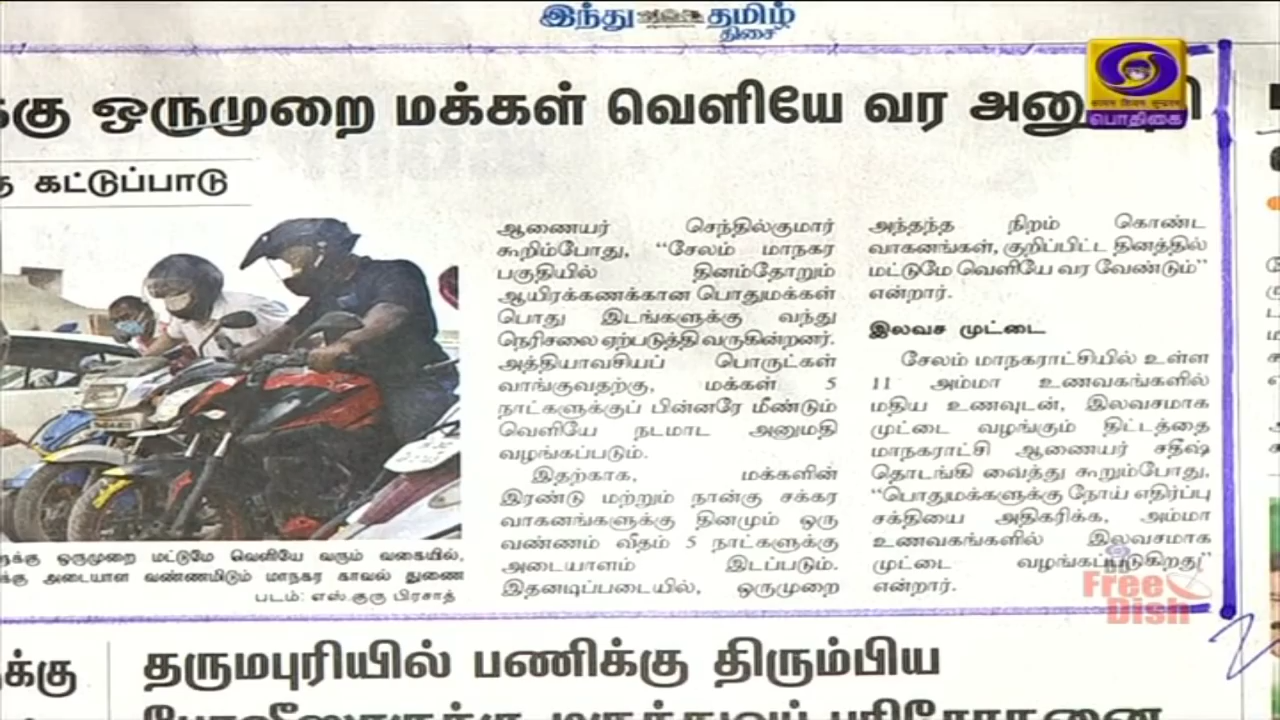 இந்து தமிழ்
திசை
க்கு ஒருமுறை மக்கள் வெளியே வர
பொதிகை
கட்டுப்பாடு
ஆணையர் செந்தில்குமார்
கூறிம்போது, “சேலம் மாநகர
பகுதியில் தினம்தோறும்
ஆயிரக்கணக்கான பொதுமக்கள்
பொது இடங்களுக்கு வந்து
நெரிசலை ஏற்படுத்தி வருகின்றனர்.
அத்தியாவசியப் பொருட்கள்
வாங்குவதற்கு, மக்கள் 5
நாட்களுக்குப் பின்னரே மீண்டும்
வெளியே நடமாட அனுமதி
வழங்கப்படும்.
இதற்காக, மக்களின்
இரண்டு மற்றும் நான்கு சக்கர
வாகனங்களுக்கு தினமும் ஒரு
வண்ணம் வீதம் 5 நாட்களுக்கு
அடையாளம் இடப்படும்.
இதனடிப்படையில், ஒருமுறை
அந்தந்த நிறம் கொண்ட
வாகனங்கள், குறிப்பிட்ட தினத்தில்
மட்டுமே வெளியே வர வேண்டும்”
என்றார்.
இலவச முட்டை
சேலம் மாநகராட்சியில் உள்ள
11 அம்மா உணவகங்களில்
மதிய உணவுடன், இலவசமாக
முட்டை வழங்கும் திட்டத்தை
மாநகராட்சி ஆணையர் சதீஷ்
தொடங்கி வைத்து கூறும்போது,
“பொதுமக்களுக்கு நோய் எதிர்ப்பு
சக்தியை அதிகரிக்க, அம்மா
உணவகங்களில் இலவசமாக
முட்டை வழங்கப்படுகிறது”
என்றார்.
ளுக்கு ஒருமுறை மட்டுமே வெளியே வரும் வகையில்,
க்கு அடையாள வண்ணமிடும் மாநகர காவல் துணை
படம்: எஸ்.குரு பிரசாத்
DD
Free
Dish
க்கு
தருமபுரியில் பணிக்கு திரும்பிய